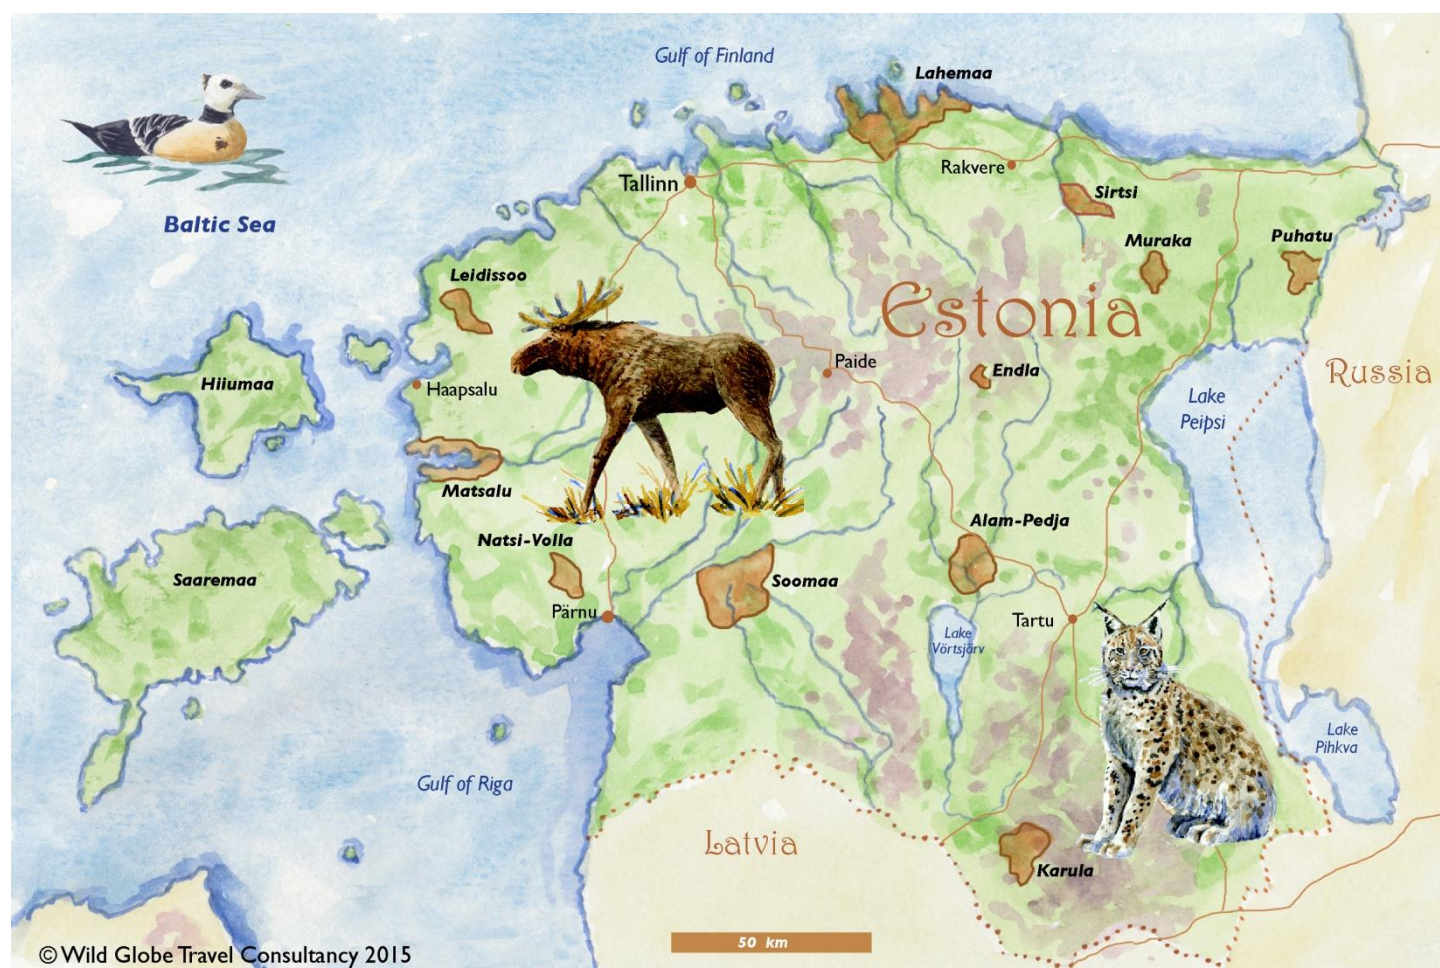 Gulf of Finland
Lahemaa
Rakvere
Tallinn
Sirtsi
Baltic Sea
Muraka
Puhatu
Leidissoo
Estonia
Paide
Endla
Russia
Hiiumaa
Haapsalu
Lake
Peipsi
Matsalu
Alam-Pedja
Natsi-Volla
Saaremaa
Soomaa
Pärnu
Tartu
Lake
Vörtsjärv
Lake
Pihkva
Gulf of Riga
Latvia
Karula
50 km
© Wild Globe Travel Consultancy 2015